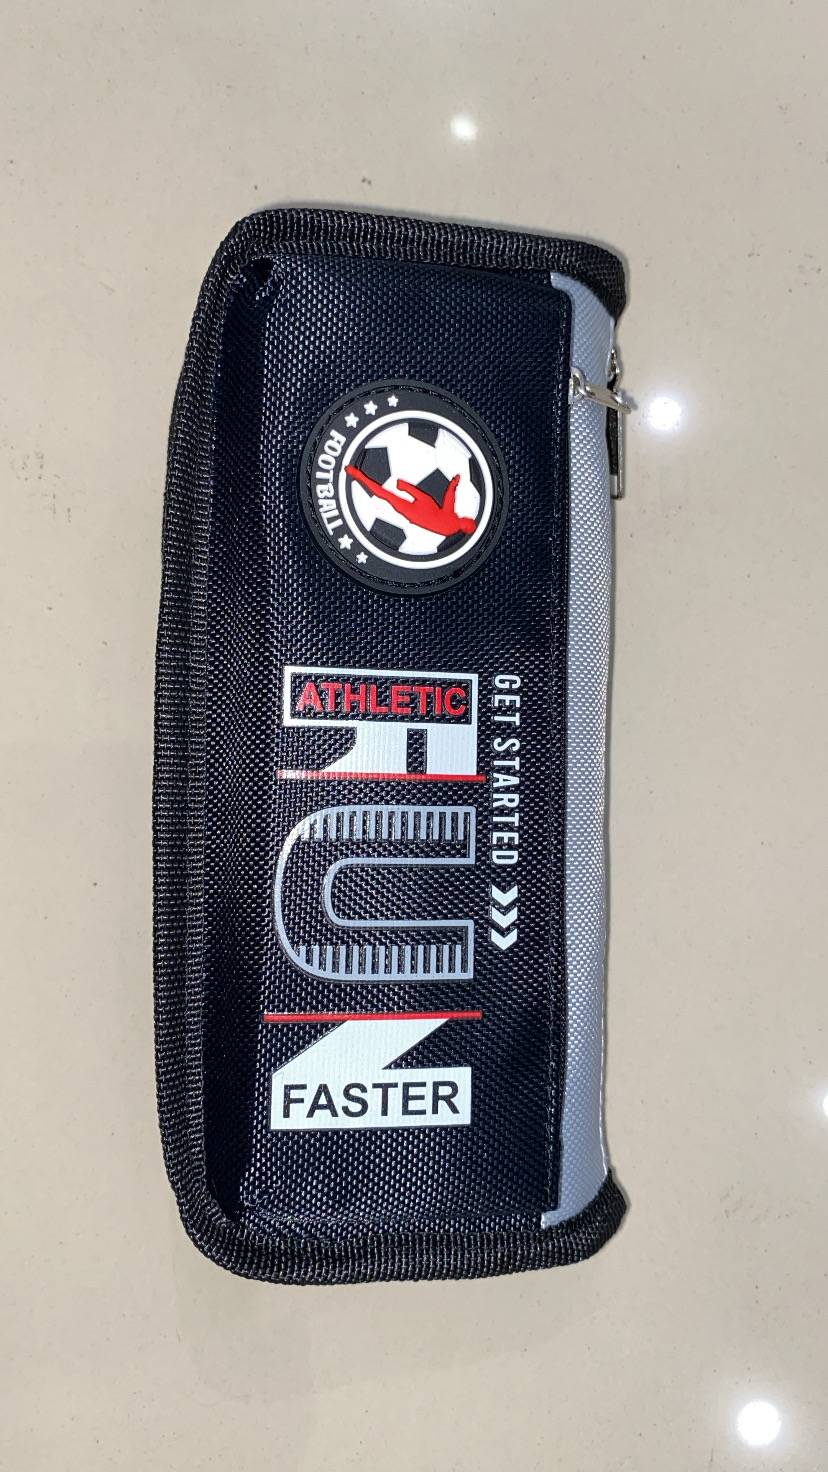 FOOTBALL
GET STARTED
RUN
ATHLETIC
FASTER